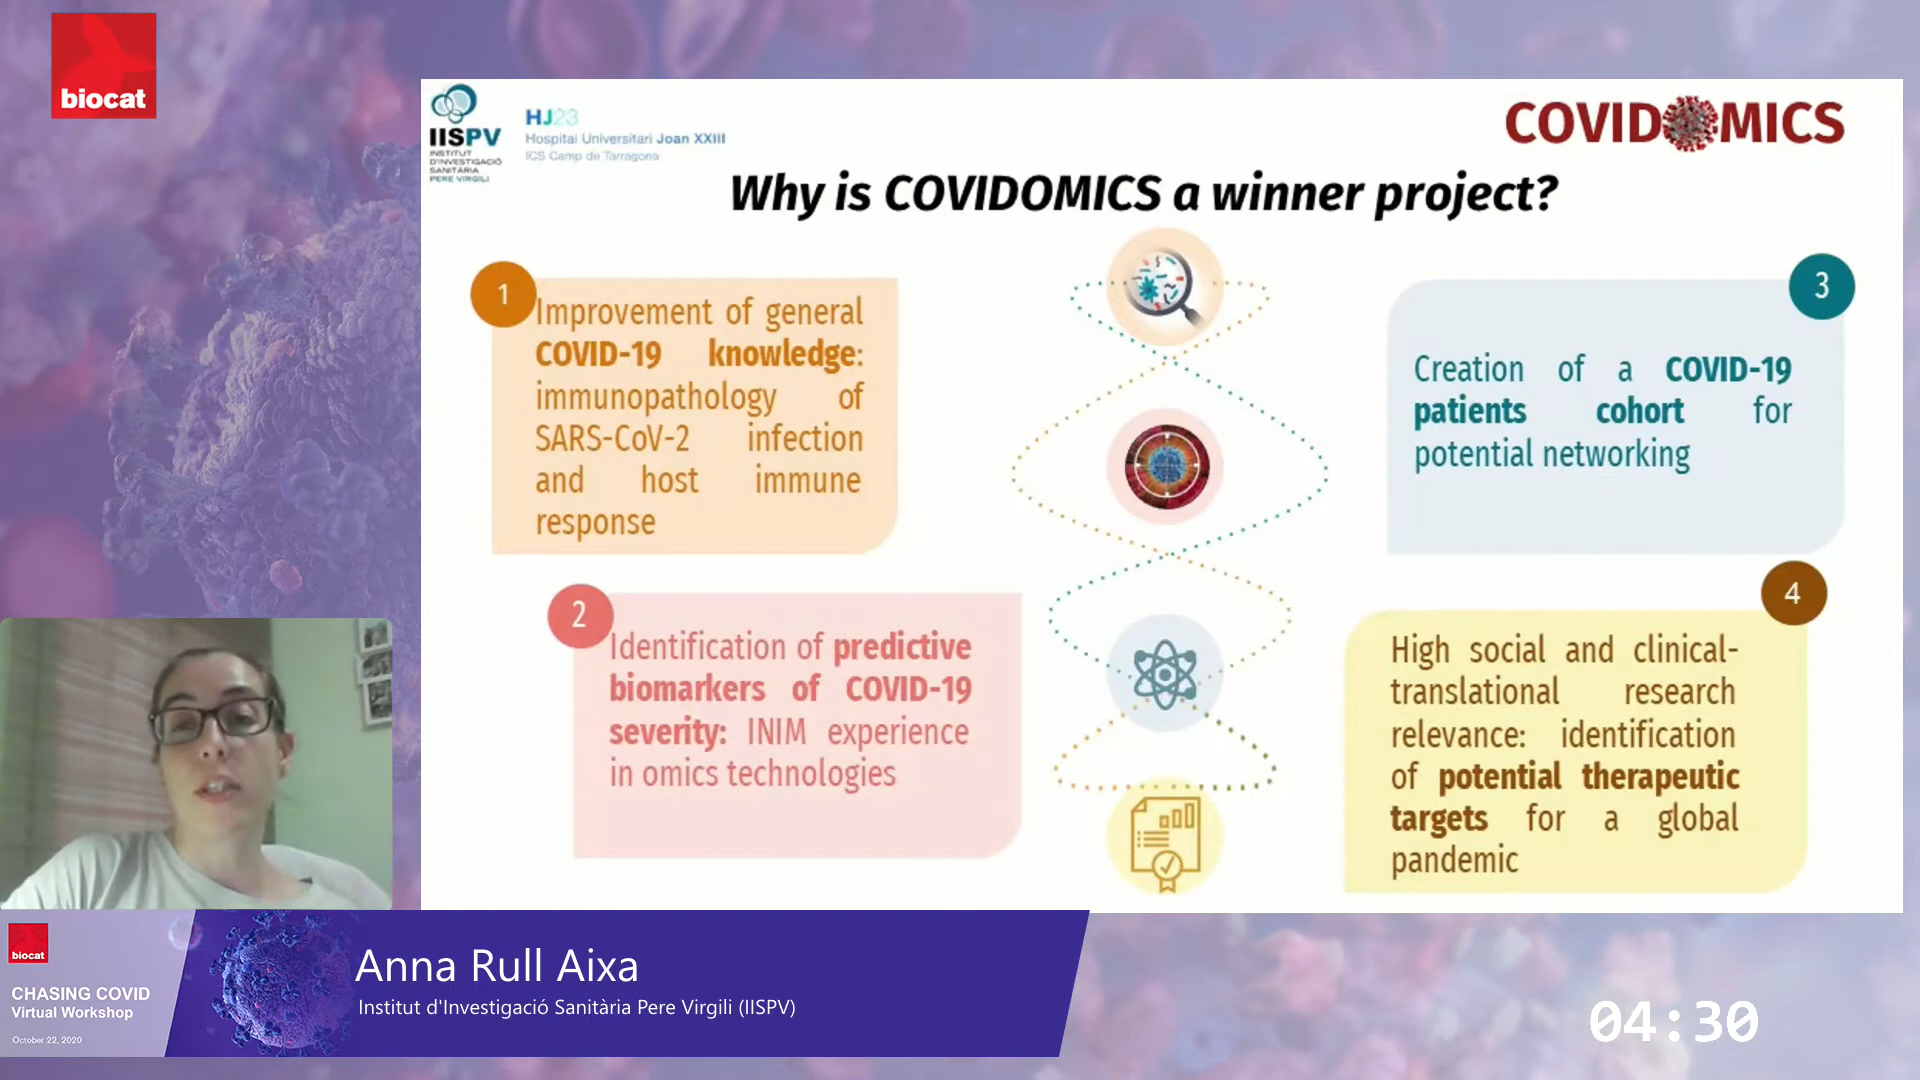 biocat
IISPV
INSTITUT
D'INVESTIGACIÓ
SANITÀRIA
PERE VIRGILI
HJ23
Hospital Universitari Joan XXIII
ICS Camp de Tarragona
COVIDOMICS
Why is COVIDOMICS a winner project?
1
Improvement of general
COVID-19 knowledge:
immunopathology of
SARS-CoV-2 infection
and host immune
response
2
Identification of predictive
biomarkers of COVID-19
severity: INIM experience
in omics technologies
3
Creation of a COVID-19
patients cohort for
potential networking
4
High social and clinical-
translational research
relevance: identification
of potential therapeutic
targets for a global
pandemic
biocat
CHASING COVID
Virtual Workshop
October 22, 2020
Anna Rull Aixa
Institut d'Investigació Sanitària Pere Virgili (IISPV)
04:30